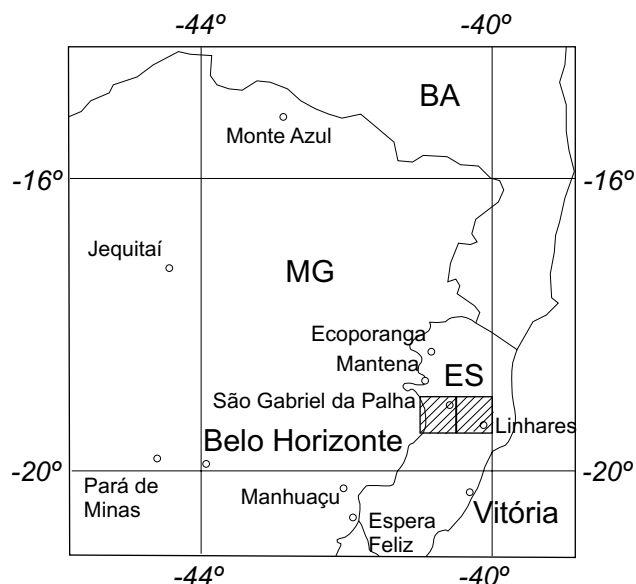 -44º -40º
BA
Monte Azul
-16º -16º
Jequitaí
MG
Ecoporanga
Mantena
ES
São Gabriel da Palha
Linhares
Belo Horizonte
-20º -20º
Pará de
Minas
Manhuaçu
Vitória
Espera
Feliz
-44º -40º